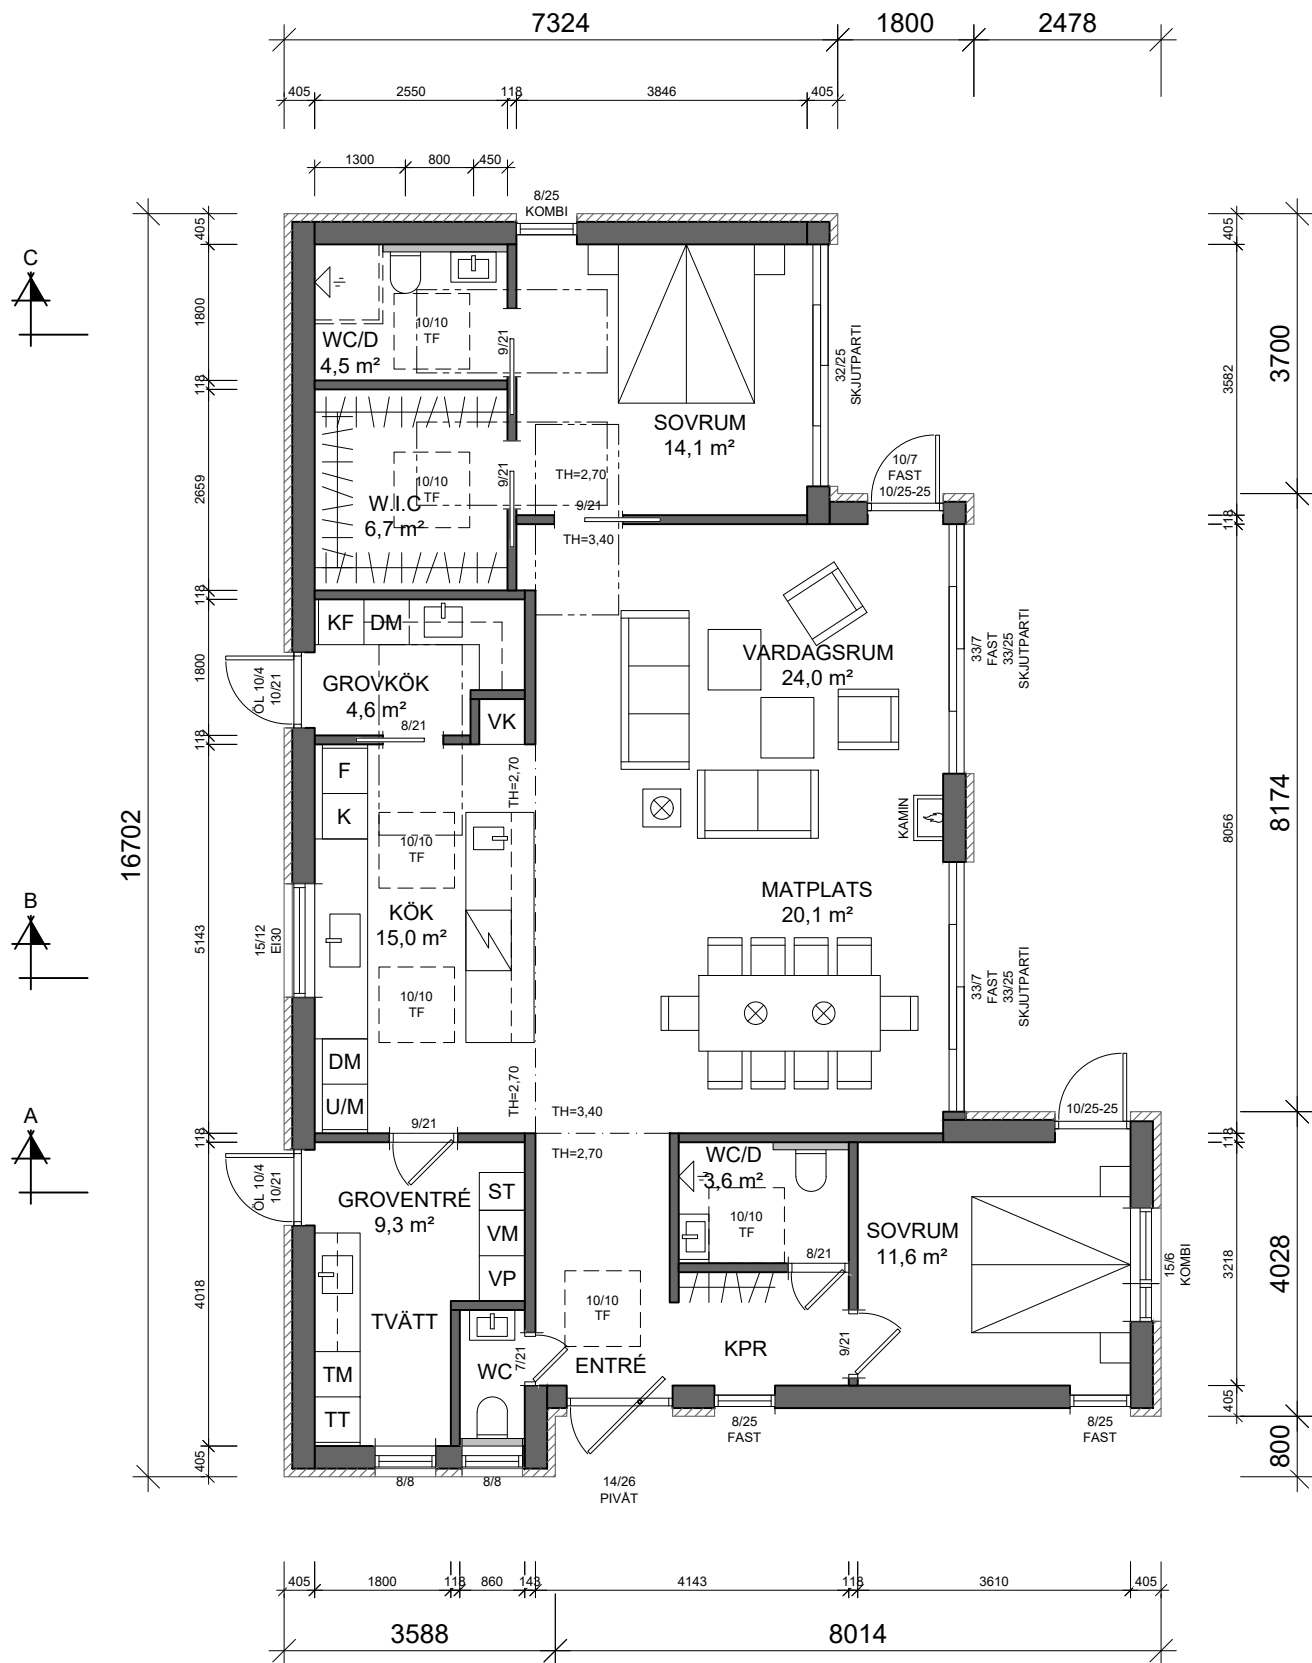 7324
1800
2478
405
2550
118
3846
405
1300
800
450
8/25
KOMBI
405
1800
118
2659
118
1800
118
5143
118
4018
405
16702
C
B
A
405
3582
118
8056
118
3218
405
3700
8174
4028
800
WC/D
4,5 m²
10/10
TF
9/21
32/25
SKJUTPARTI
SOVRUM
14,1 m²
10/7
FAST
10/25-25
W.I.C
6,7 m²
10/10
TF
9/21
TH=2,70
9/21
TH=3,40
KF
DM
ÖL 10/4
10/21
GROVKÖK
4,6 m²
8/21
VK
VARDAGSRUM
24,0 m²
33/7
FAST
33/25
SKJUTPARTI
F
K
TH=2,70
10/10
TF
KAMIN
KÖK
15,0 m²
15/12
EI30
MATPLATS
20,1 m²
10/10
TF
33/7
FAST
33/25
SKJUTPARTI
DM
U/M
TH=2,70
9/21
TH=3,40
TH=2,70
10/25-25
ÖL 10/4
10/21
GROVENTRÉ
9,3 m²
ST
VM
VP
WC/D
3,6 m²
10/10
TF
8/21
SOVRUM
11,6 m²
15/6
KOMBI
TVÄTT
TM
TT
WC
7/21
10/10
TF
ENTRÉ
KPR
9/21
8/8
8/8
14/26
PIVÅT
8/25
FAST
8/25
FAST
405
1800
118
860
143
4143
118
3610
405
3588
8014